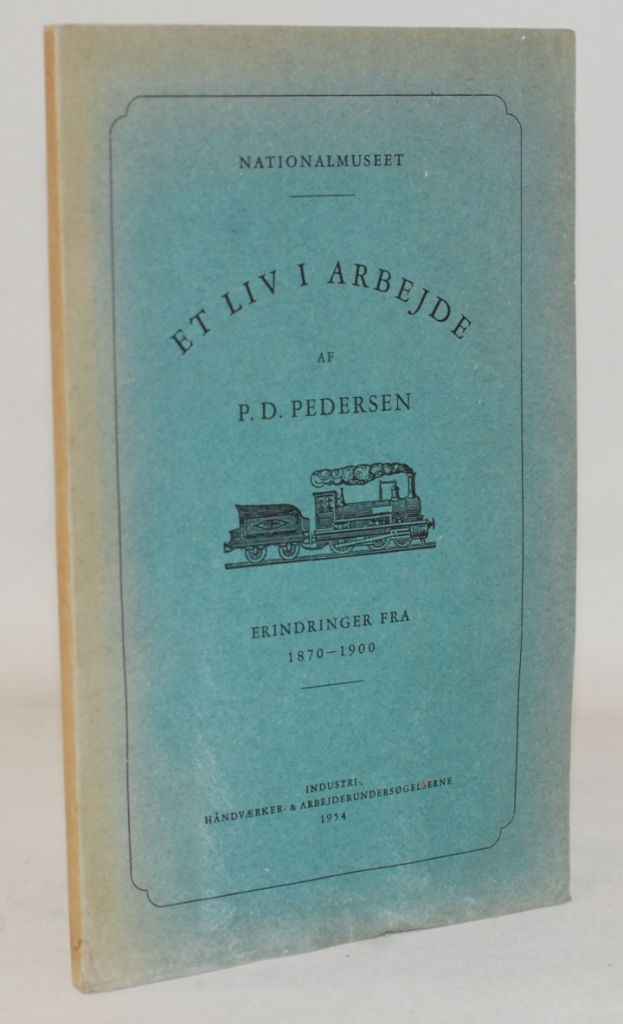 NATIONALMUSEET
ET LIV I ARBEJDE
AF
P. D. PEDERSEN
ERINDRINGER FRA
1870–1900
INDUSTRI-,
HÅNDVÆRKER- & ARBEJDERUNDERSØGELSERNE
1954